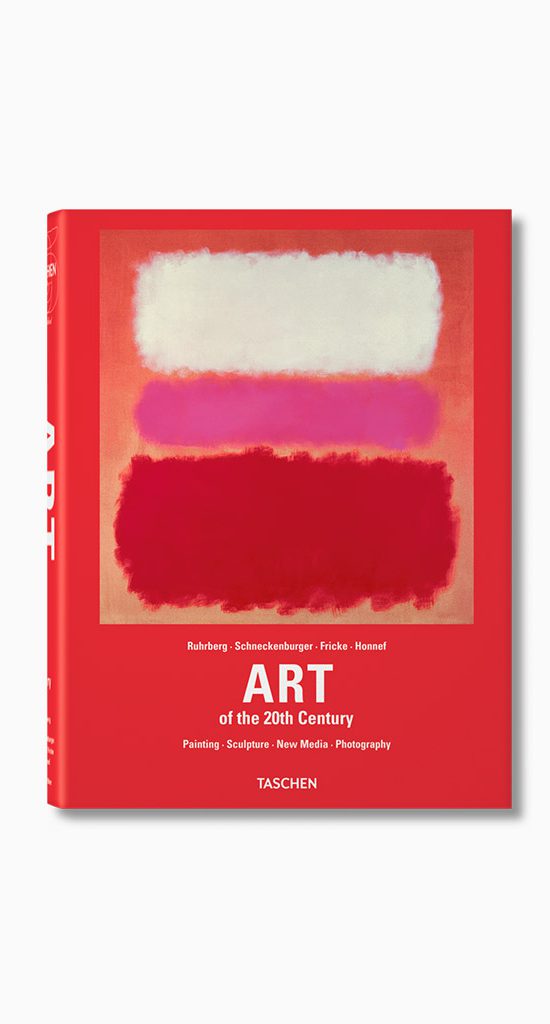 Ruhrberg · Schneckenburger · Fricke · Honnef
ART
of the 20th Century
Painting · Sculpture · New Media · Photography
TASCHEN
ART